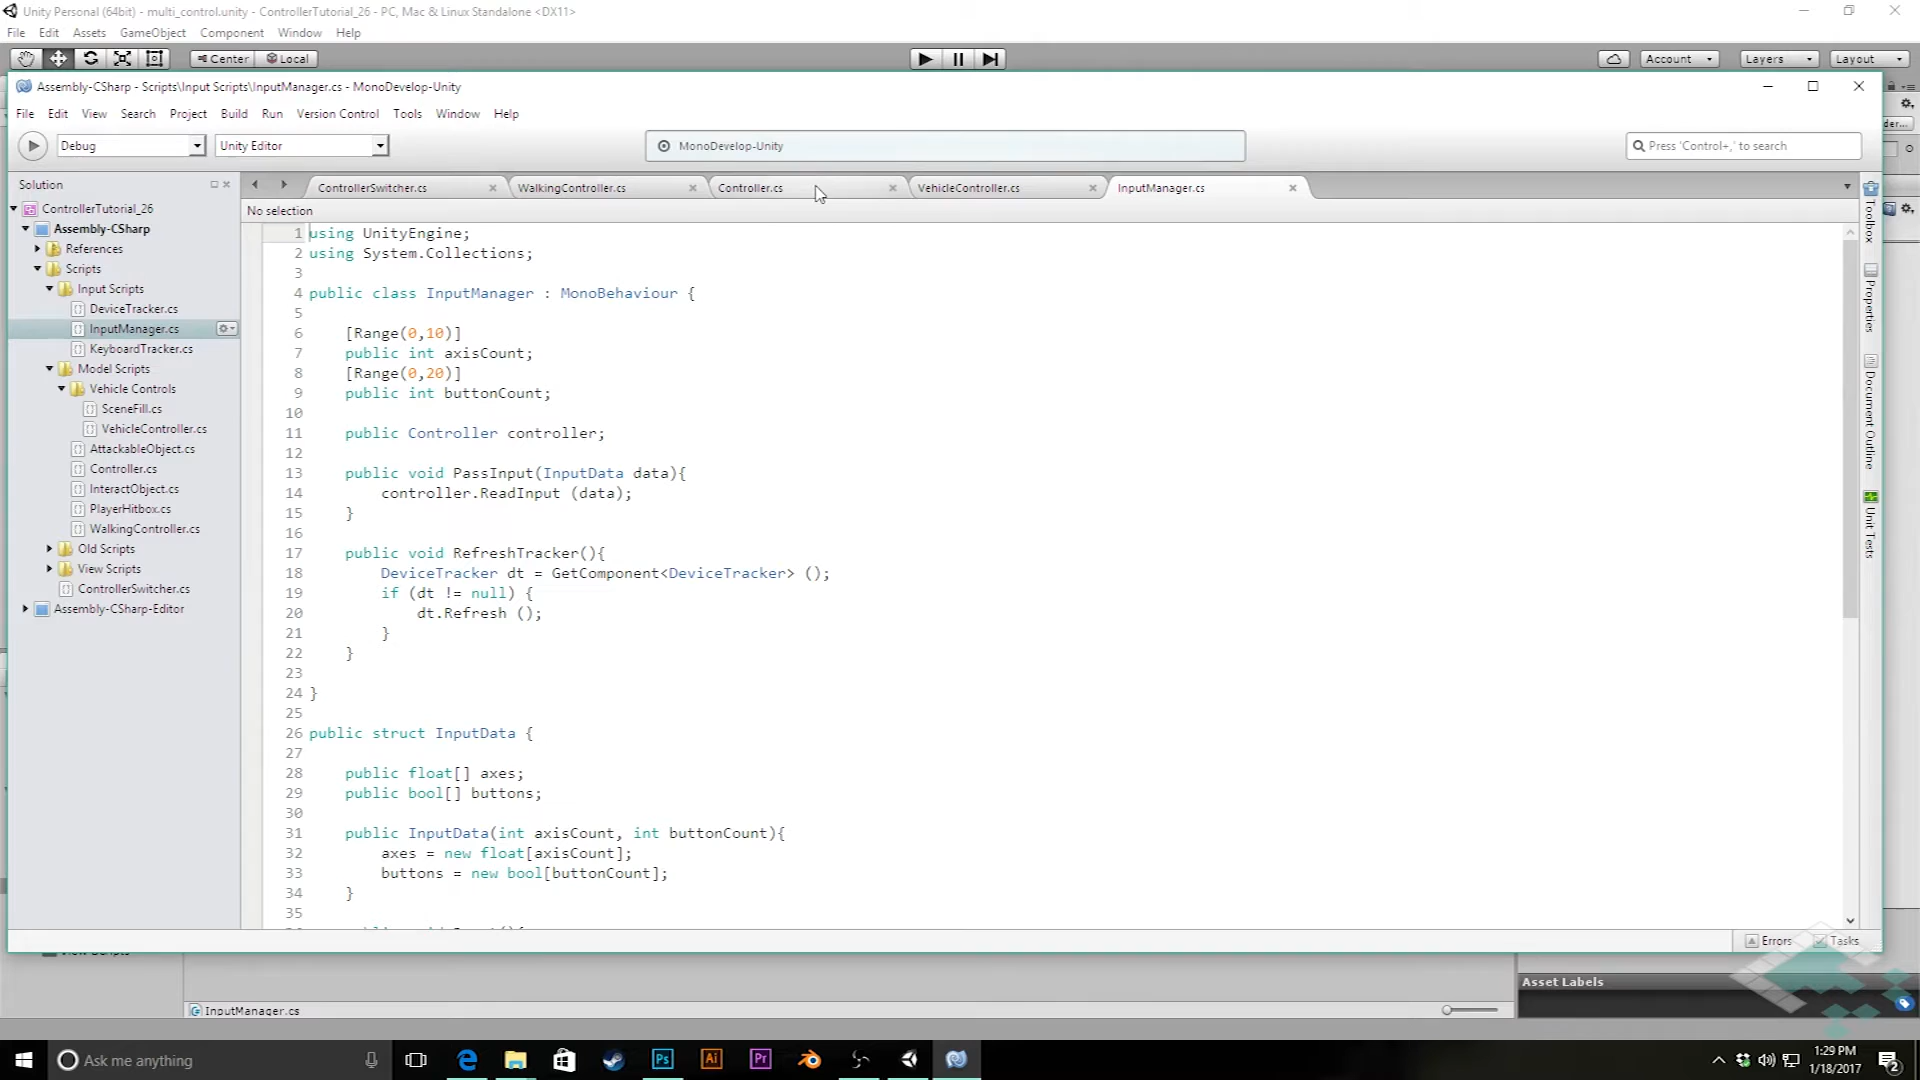 Unity Personal (64bit) - multi_control.unity - ControllerTutorial_26 - PC, Mac & Linux Standalone <DX11>
File Edit Assets GameObject Component Window Help
Center Local Account Layers Layout
Assembly-CSharp - Scripts\Input Scripts\InputManager.cs - MonoDevelop-Unity
File Edit View Search Project Build Run Version Control Tools Window Help
Debug Unity Editor MonoDevelop-Unity Press 'Control+,' to search
Solution
ControllerTutorial_26
Assembly-CSharp
References
Scripts
Input Scripts
DeviceTracker.cs
InputManager.cs
KeyboardTracker.cs
Model Scripts
Vehicle Controls
SceneFill.cs
VehicleController.cs
AttackableObject.cs
Controller.cs
InteractObject.cs
PlayerHitbox.cs
WalkingController.cs
Old Scripts
View Scripts
ControllerSwitcher.cs
Assembly-CSharp-Editor
ControllerSwitcher.cs WalkingController.cs Controller.cs VehicleController.cs InputManager.cs
No selection
1 using UnityEngine;
2 using System.Collections;
3
4 public class InputManager : MonoBehaviour {
5
6 [Range(0,10)]
7 public int axisCount;
8 [Range(0,20)]
9 public int buttonCount;
10
11 public Controller controller;
12
13 public void PassInput(InputData data){
14 controller.ReadInput (data);
15 }
16
17 public void RefreshTracker(){
18 DeviceTracker dt = GetComponent<DeviceTracker> ();
19 if (dt != null) {
20 dt.Refresh ();
21 }
22 }
23
24 }
25
26 public struct InputData {
27
28 public float[] axes;
29 public bool[] buttons;
30
31 public InputData(int axisCount, int buttonCount){
32 axes = new float[axisCount];
33 buttons = new bool[buttonCount];
34 }
35
Toolbox
Properties
Document Outline
Unit Tests
Errors Tasks
Asset Labels
InputManager.cs
Ask me anything
Ps Ai Pr
1:29 PM
1/18/2017
2